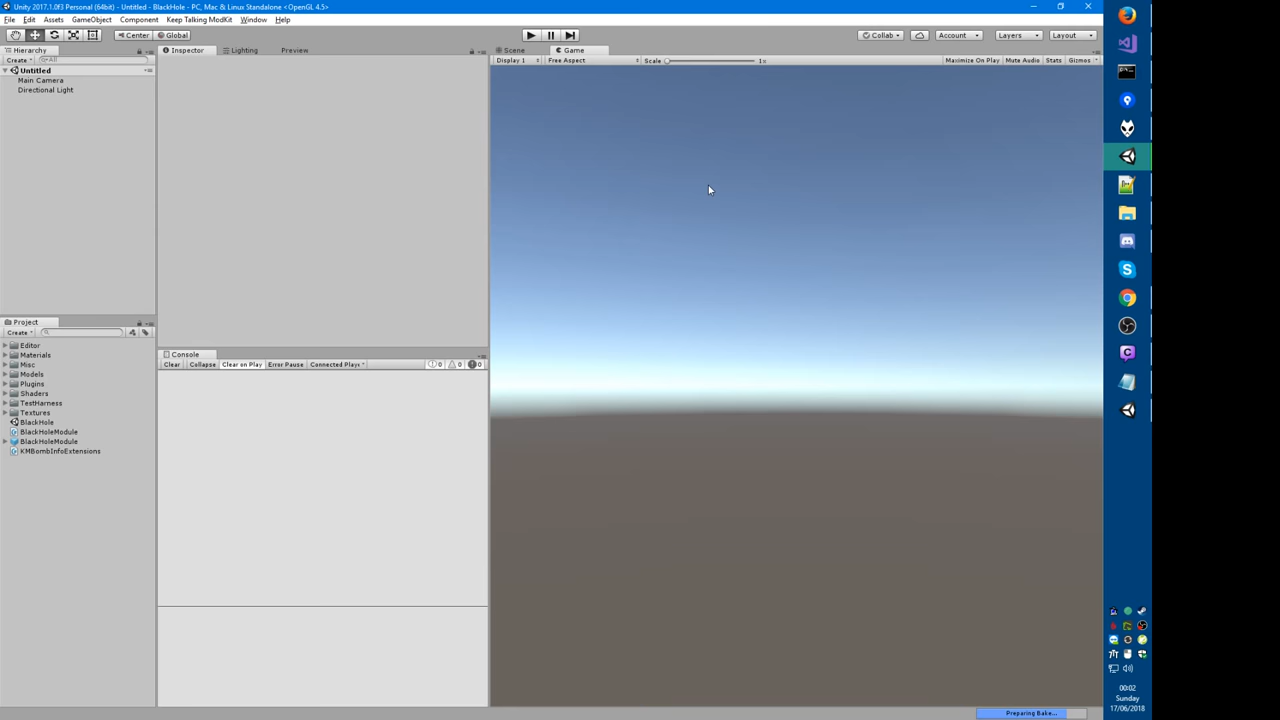 Unity 2017.1.0f3 Personal (64bit) - Untitled - BlackHole - PC, Mac & Linux Standalone <OpenGL 4.5>
File Edit Assets GameObject Component Keep Talking ModKit Window Help
Center Global Collab Account Layers Layout
Hierarchy
Create All
Untitled
Main Camera
Directional Light
Inspector Lighting Preview
Scene Game
Display 1 Free Aspect Scale 1x Maximize On Play Mute Audio Stats Gizmos
Project
Create
Editor
Materials
Misc
Models
Plugins
Shaders
TestHarness
Textures
BlackHole
BlackHoleModule
BlackHoleModule
KMBombInfoExtensions
Console
Clear Collapse Clear on Play Error Pause Connected Playe 0 0 0
Preparing Bake...
00:02
Sunday
17/06/2018